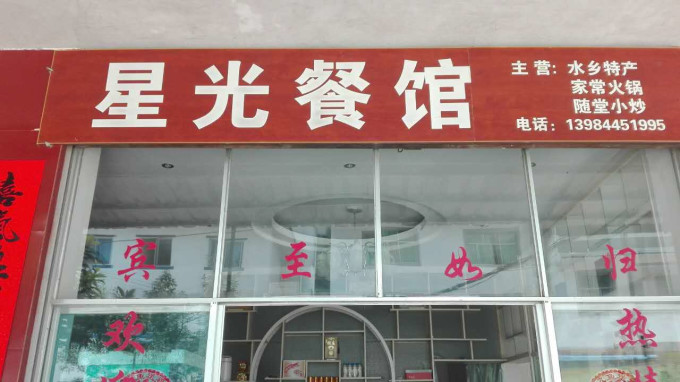 星光餐馆
主营：水乡特产
家常火锅
随堂小炒
电话：13984451995
宾至如归
欢
热
喜